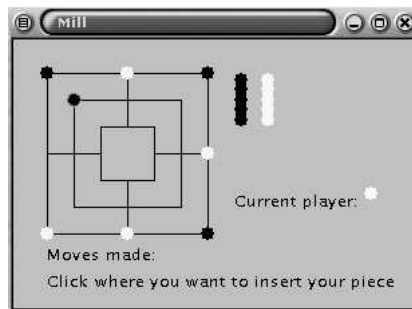 Mill
Current player:
Moves made:
Click where you want to insert your piece